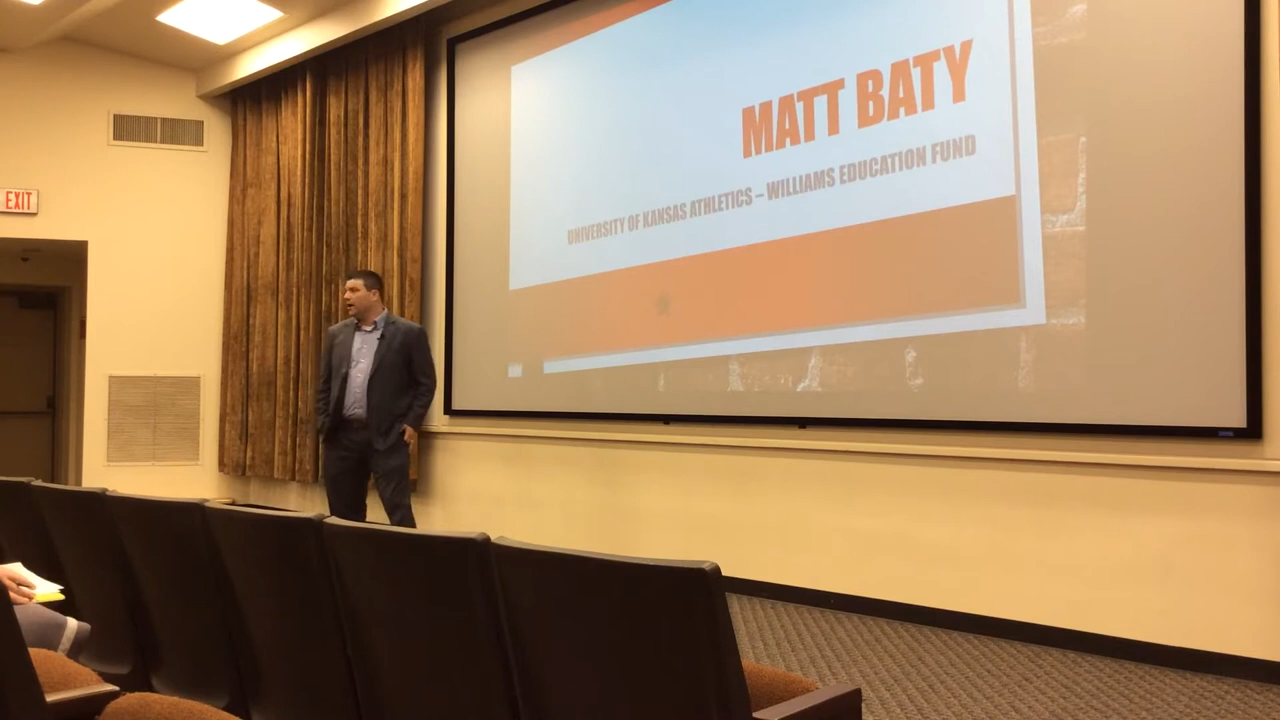 MATT BATY
UNIVERSITY OF KANSAS ATHLETICS – WILLIAMS EDUCATION FUND
EXIT